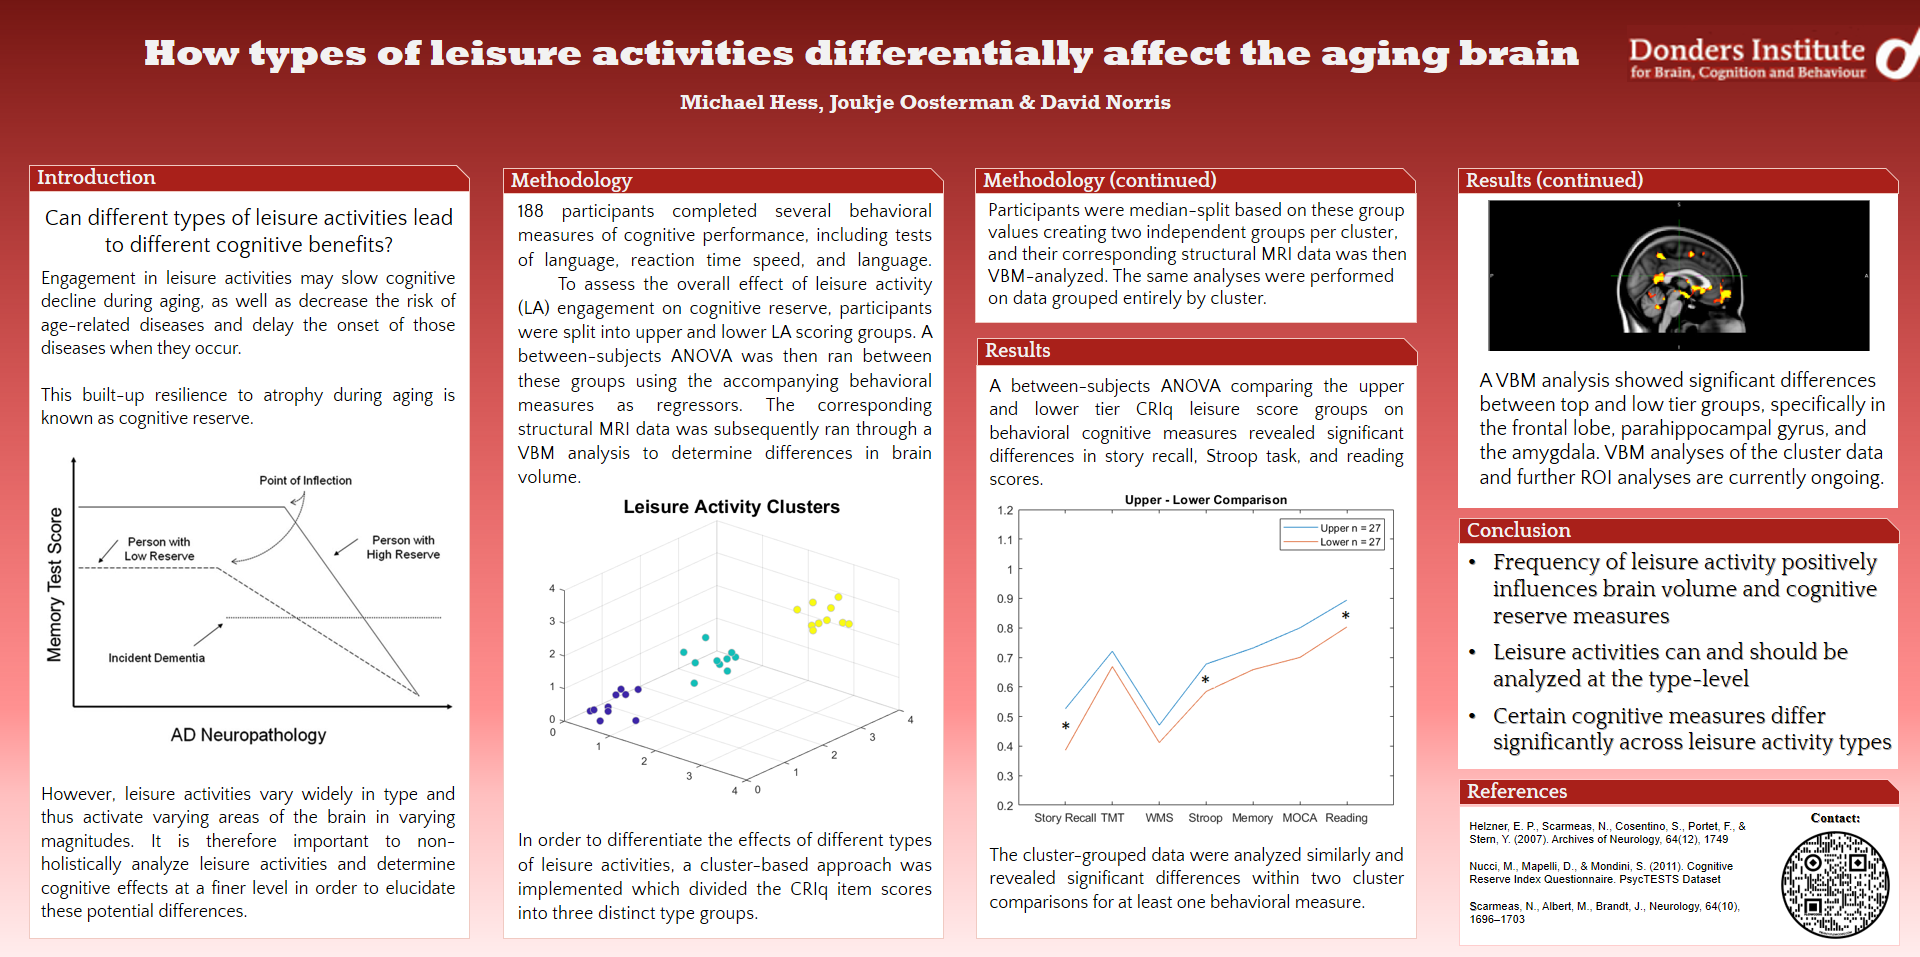 How types of leisure activities differentially affect the aging brain
Michael Hess, Joukje Oosterman & David Norris
Donders Institute
for Brain, Cognition and Behaviour
Introduction
Can different types of leisure activities lead
to different cognitive benefits?
Engagement in leisure activities may slow cognitive
decline during aging, as well as decrease the risk of
age-related diseases and delay the onset of those
diseases when they occur.
This built-up resilience to atrophy during aging is
known as cognitive reserve.
Memory Test Score
Point of Inflection
Person with
Low Reserve
Person with
High Reserve
Incident Dementia
AD Neuropathology
However, leisure activities vary widely in type and
thus activate varying areas of the brain in varying
magnitudes. It is therefore important to non-
holistically analyze leisure activities and determine
cognitive effects at a finer level in order to elucidate
these potential differences.
Methodology
188 participants completed several behavioral
measures of cognitive performance, including tests
of language, reaction time speed, and language.
To assess the overall effect of leisure activity
(LA) engagement on cognitive reserve, participants
were split into upper and lower LA scoring groups. A
between-subjects ANOVA was then ran between
these groups using the accompanying behavioral
measures as regressors. The corresponding
structural MRI data was subsequently ran through a
VBM analysis to determine differences in brain
volume.
Leisure Activity Clusters
4
3
2
1
0
0
1
2
3
4
0
1
2
3
4
In order to differentiate the effects of different types
of leisure activities, a cluster-based approach was
implemented which divided the CRIq item scores
into three distinct type groups.
Methodology (continued)
Participants were median-split based on these group
values creating two independent groups per cluster,
and their corresponding structural MRI data was then
VBM-analyzed. The same analyses were performed
on data grouped entirely by cluster.
Results
A between-subjects ANOVA comparing the upper
and lower tier CRIq leisure score groups on
behavioral cognitive measures revealed significant
differences in story recall, Stroop task, and reading
scores.
Upper - Lower Comparison
Upper n = 27
Lower n = 27
1.2
1.1
1
0.9
0.8
0.7
0.6
0.5
0.4
0.3
0.2
*
*
*
Story Recall TMT WMS Stroop Memory MOCA Reading
The cluster-grouped data were analyzed similarly and
revealed significant differences within two cluster
comparisons for at least one behavioral measure.
Results (continued)
A VBM analysis showed significant differences
between top and low tier groups, specifically in
the frontal lobe, parahippocampal gyrus, and
the amygdala. VBM analyses of the cluster data
and further ROI analyses are currently ongoing.
Conclusion
• Frequency of leisure activity positively
influences brain volume and cognitive
reserve measures
• Leisure activities can and should be
analyzed at the type-level
• Certain cognitive measures differ
significantly across leisure activity types
References
Helzner, E. P., Scarmeas, N., Cosentino, S., Portet, F., &
Stern, Y. (2007). Archives of Neurology, 64(12), 1749
Nucci, M., Mapelli, D., & Mondini, S. (2011). Cognitive
Reserve Index Questionnaire. PsycTESTS Dataset
Scarmeas, N., Albert, M., Brandt, J., Neurology, 64(10),
1696–1703
Contact: